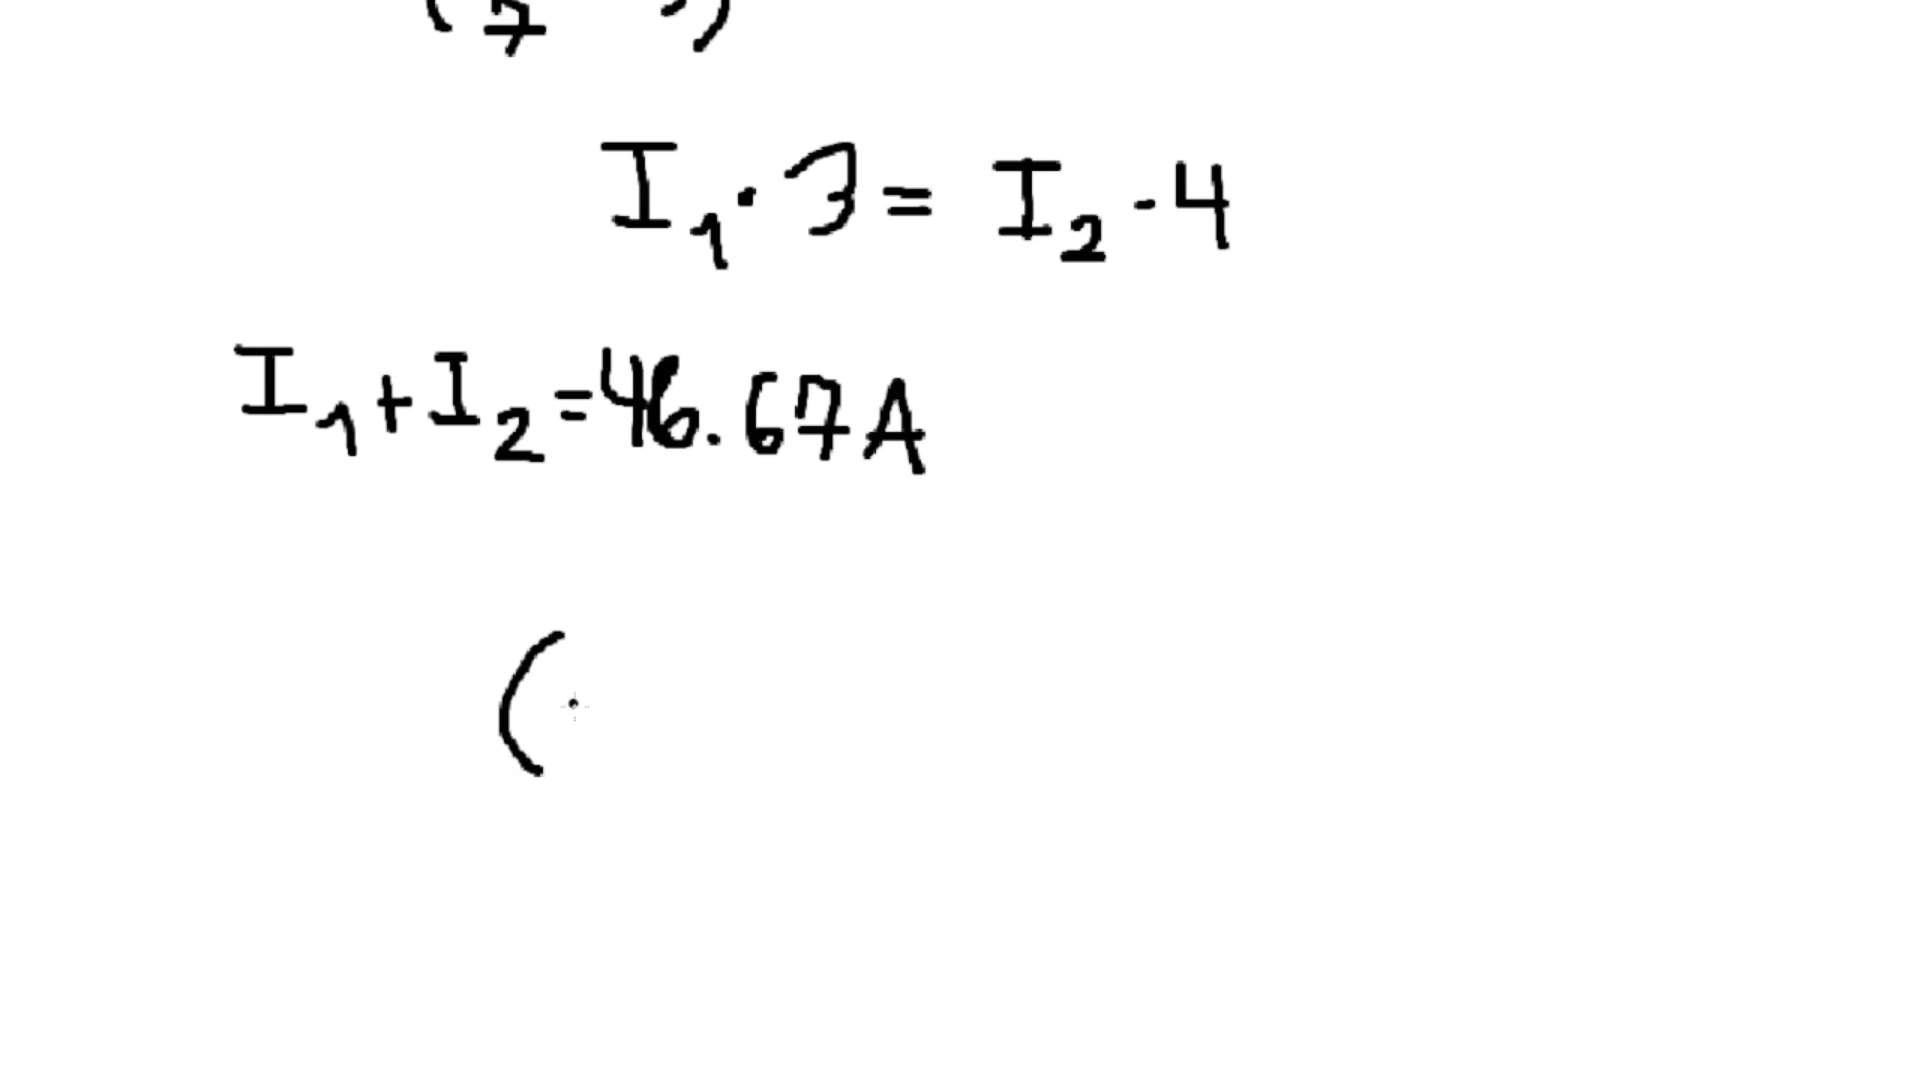 I₁ · 3 = I₂ · 4
I₁ + I₂ = 46.67A
(